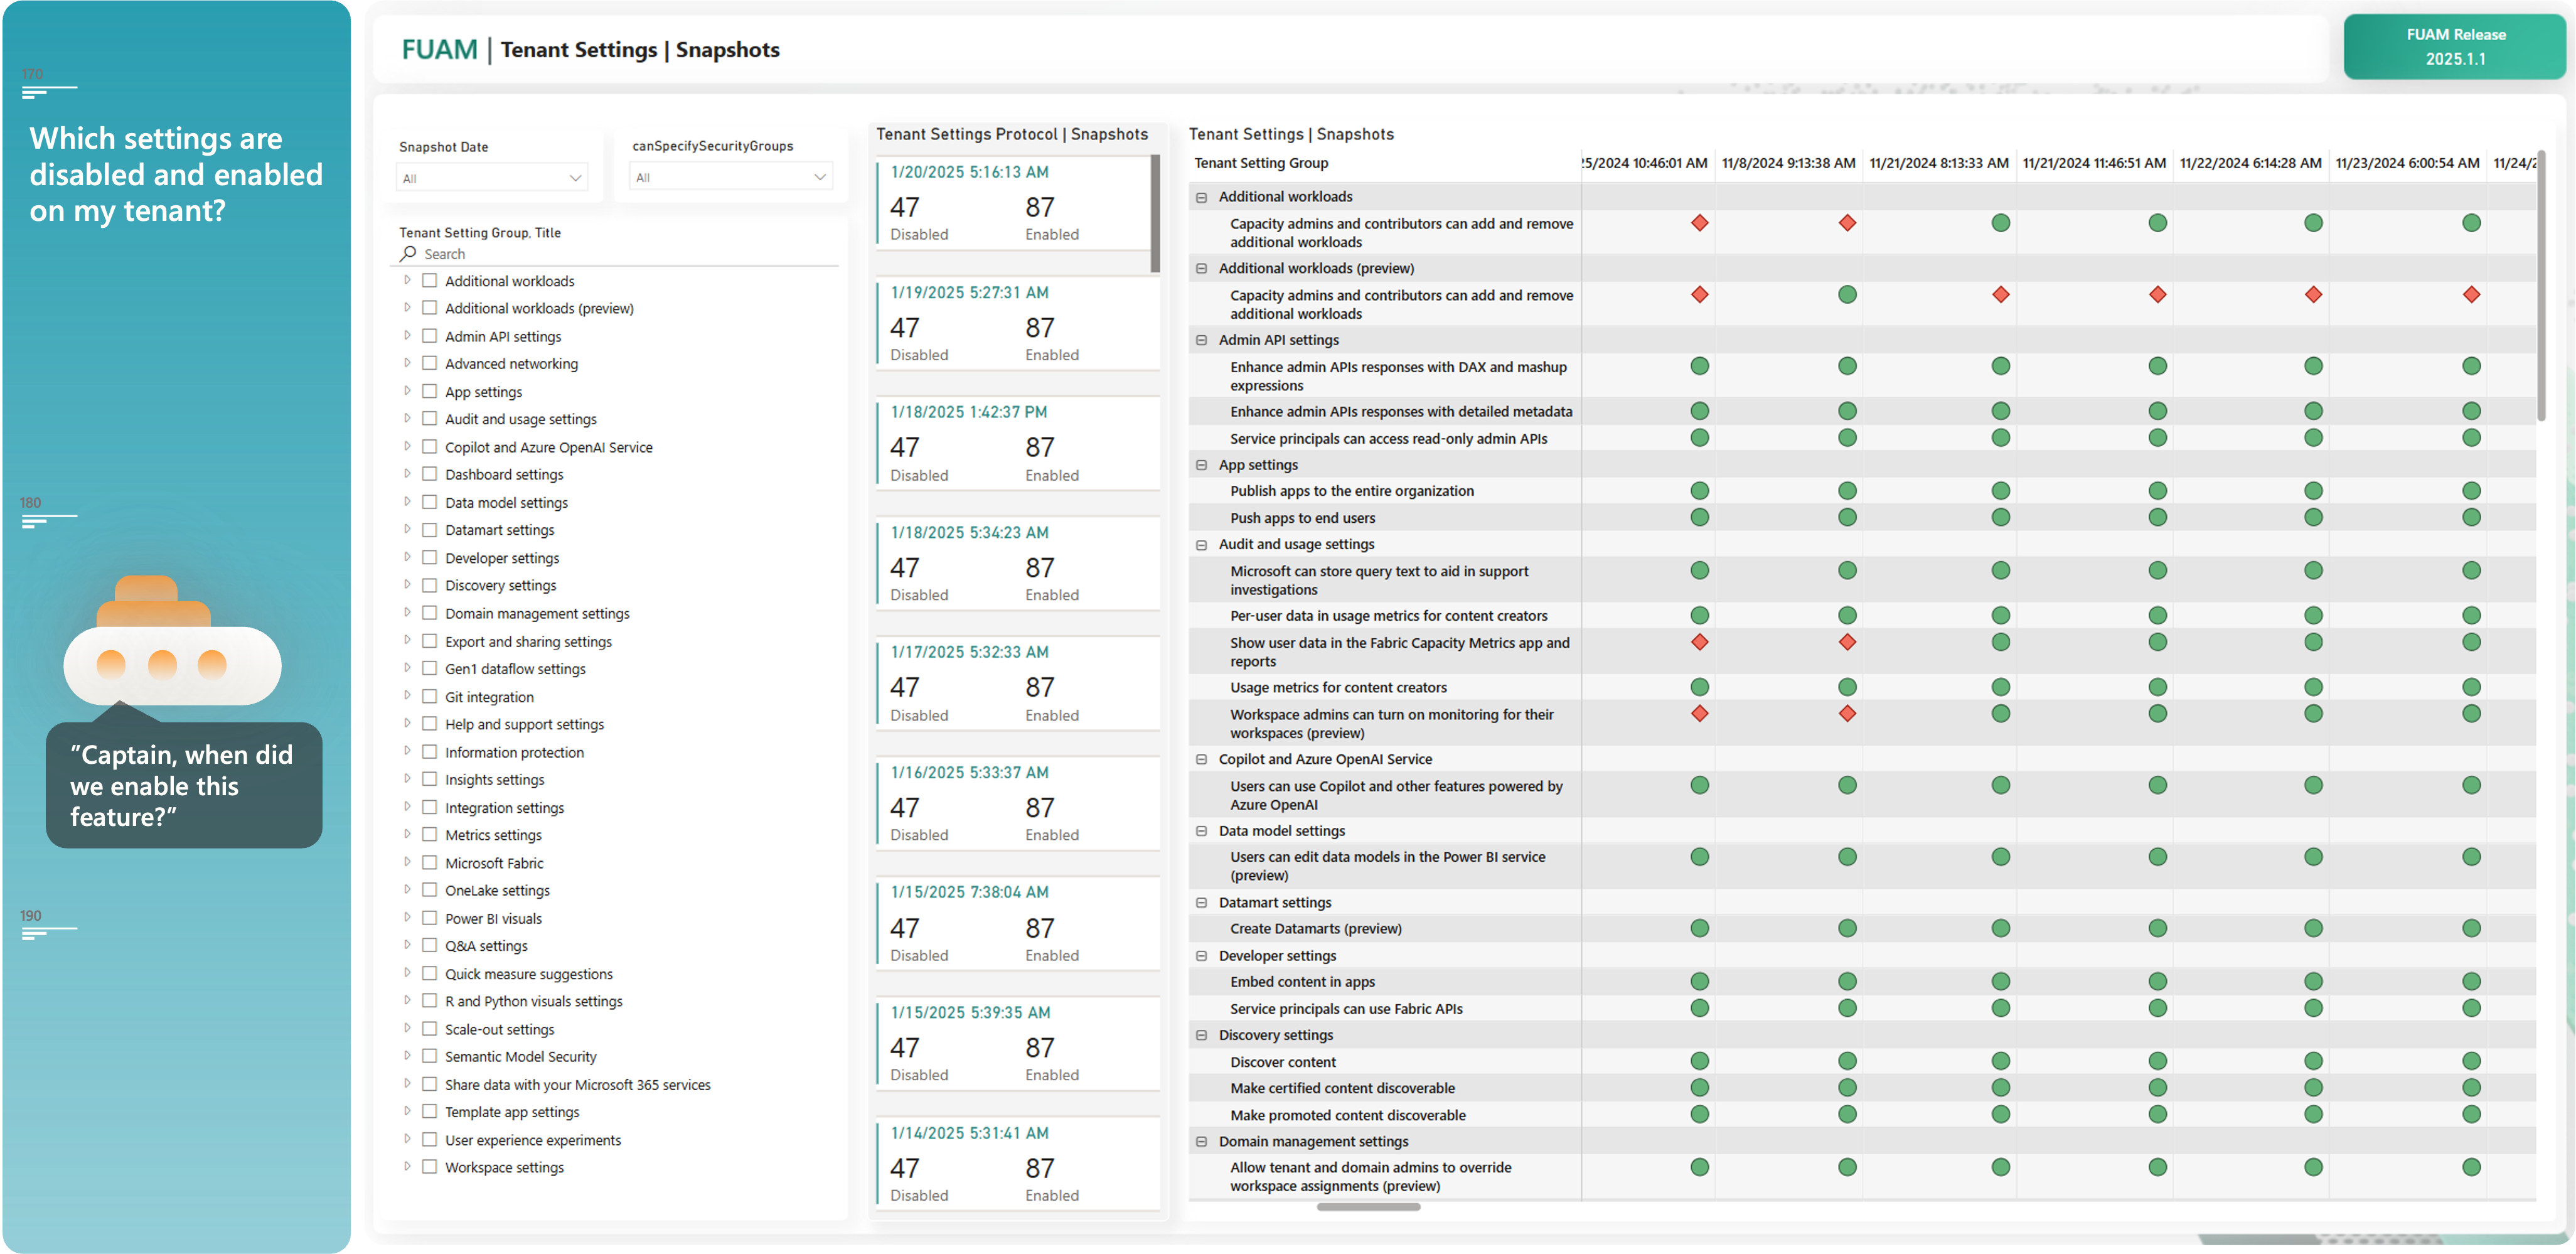 170
Which settings are
disabled and enabled
on my tenant?
180
"Captain, when did
we enable this
feature?"
190
FUAM | Tenant Settings | Snapshots
FUAM Release
2025.1.1
Snapshot Date
All
canSpecifySecurityGroups
All
Tenant Setting Group, Title
Search
Additional workloads
Additional workloads (preview)
Admin API settings
Advanced networking
App settings
Audit and usage settings
Copilot and Azure OpenAI Service
Dashboard settings
Data model settings
Datamart settings
Developer settings
Discovery settings
Domain management settings
Export and sharing settings
Gen1 dataflow settings
Git integration
Help and support settings
Information protection
Insights settings
Integration settings
Metrics settings
Microsoft Fabric
OneLake settings
Power BI visuals
Q&A settings
Quick measure suggestions
R and Python visuals settings
Scale-out settings
Semantic Model Security
Share data with your Microsoft 365 services
Template app settings
User experience experiments
Workspace settings
Tenant Settings Protocol | Snapshots
1/20/2025 5:16:13 AM
47 87
Disabled Enabled
1/19/2025 5:27:31 AM
47 87
Disabled Enabled
1/18/2025 1:42:37 PM
47 87
Disabled Enabled
1/18/2025 5:34:23 AM
47 87
Disabled Enabled
1/17/2025 5:32:33 AM
47 87
Disabled Enabled
1/16/2025 5:33:37 AM
47 87
Disabled Enabled
1/15/2025 7:38:04 AM
47 87
Disabled Enabled
1/15/2025 5:39:35 AM
47 87
Disabled Enabled
1/14/2025 5:31:41 AM
47 87
Disabled Enabled
Tenant Settings | Snapshots
Tenant Setting Group 5/2024 10:46:01 AM 11/8/2024 9:13:38 AM 11/21/2024 8:13:33 AM 11/21/2024 11:46:51 AM 11/22/2024 6:14:28 AM 11/23/2024 6:00:54 AM 11/24/2
Additional workloads
Capacity admins and contributors can add and remove
additional workloads
Additional workloads (preview)
Capacity admins and contributors can add and remove
additional workloads
Admin API settings
Enhance admin APIs responses with DAX and mashup
expressions
Enhance admin APIs responses with detailed metadata
Service principals can access read-only admin APIs
App settings
Publish apps to the entire organization
Push apps to end users
Audit and usage settings
Microsoft can store query text to aid in support
investigations
Per-user data in usage metrics for content creators
Show user data in the Fabric Capacity Metrics app and
reports
Usage metrics for content creators
Workspace admins can turn on monitoring for their
workspaces (preview)
Copilot and Azure OpenAI Service
Users can use Copilot and other features powered by
Azure OpenAI
Data model settings
Users can edit data models in the Power BI service
(preview)
Datamart settings
Create Datamarts (preview)
Developer settings
Embed content in apps
Service principals can use Fabric APIs
Discovery settings
Discover content
Make certified content discoverable
Make promoted content discoverable
Domain management settings
Allow tenant and domain admins to override
workspace assignments (preview)